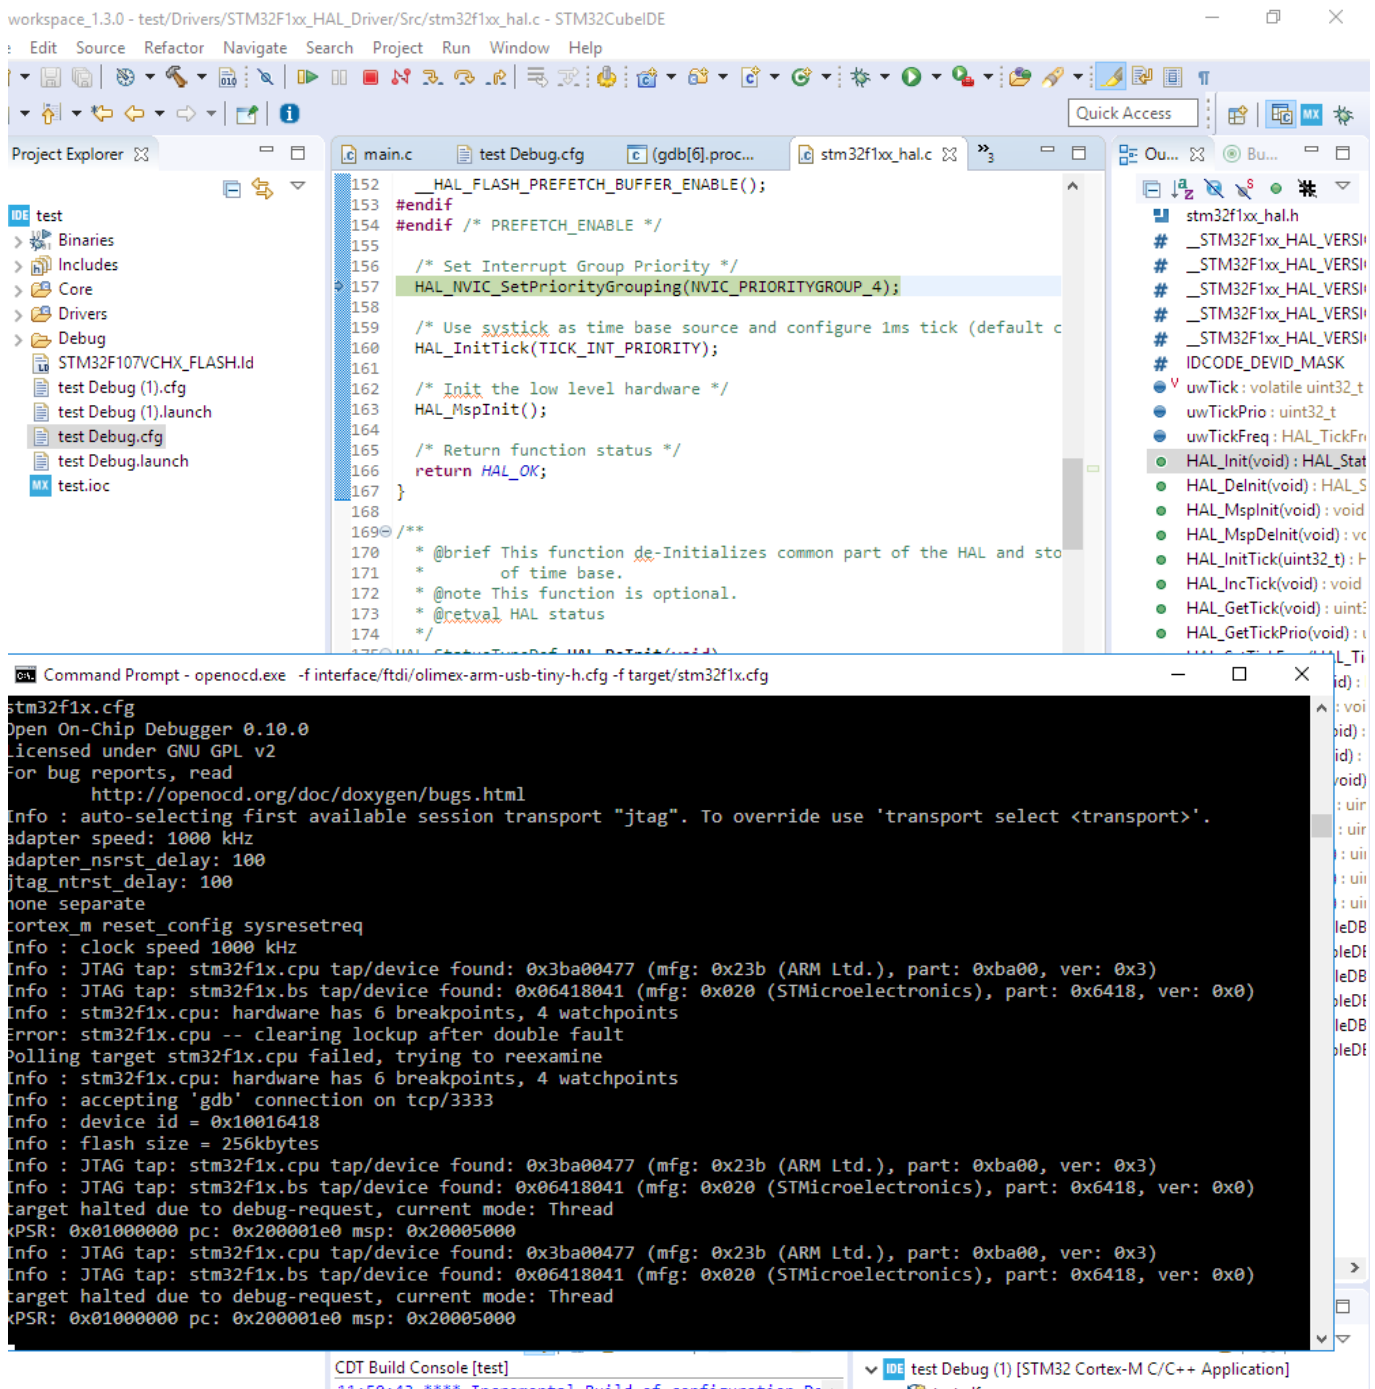 workspace_1.3.0 - test/Drivers/STM32F1xx_HAL_Driver/Src/stm32f1xx_hal.c - STM32CubeIDE
Edit Source Refactor Navigate Search Project Run Window Help
Quick Access
Project Explorer
test
Binaries
Includes
Core
Drivers
Debug
STM32F107VCHX_FLASH.ld
test Debug (1).cfg
test Debug (1).launch
test Debug.cfg
test Debug.launch
test.ioc
main.c
test Debug.cfg
(gdb[6].proc...
stm32f1xx_hal.c
»3
152 __HAL_FLASH_PREFETCH_BUFFER_ENABLE();
153 #endif
154 #endif /* PREFETCH_ENABLE */
155
156 /* Set Interrupt Group Priority */
157 HAL_NVIC_SetPriorityGrouping(NVIC_PRIORITYGROUP_4);
158
159 /* Use systick as time base source and configure 1ms tick (default c
160 HAL_InitTick(TICK_INT_PRIORITY);
161
162 /* Init the low level hardware */
163 HAL_MspInit();
164
165 /* Return function status */
166 return HAL_OK;
167 }
168
169 /**
170 * @brief This function de-Initializes common part of the HAL and sto
171 * of time base.
172 * @note This function is optional.
173 * @retval HAL status
174 */
Ou...
Bu...
stm32f1xx_hal.h
# __STM32F1xx_HAL_VERSI
# __STM32F1xx_HAL_VERSI
# __STM32F1xx_HAL_VERSI
# __STM32F1xx_HAL_VERSI
# __STM32F1xx_HAL_VERSI
# IDCODE_DEVID_MASK
uwTick : volatile uint32_t
uwTickPrio : uint32_t
uwTickFreq : HAL_TickFr
HAL_Init(void) : HAL_Stat
HAL_DeInit(void) : HAL_S
HAL_MspInit(void) : void
HAL_MspDeInit(void) : vo
HAL_InitTick(uint32_t) : H
HAL_IncTick(void) : void
HAL_GetTick(void) : uint3
HAL_GetTickPrio(void) : u
Command Prompt - openocd.exe -f interface/ftdi/olimex-arm-usb-tiny-h.cfg -f target/stm32f1x.cfg
stm32f1x.cfg
Open On-Chip Debugger 0.10.0
Licensed under GNU GPL v2
For bug reports, read
http://openocd.org/doc/doxygen/bugs.html
Info : auto-selecting first available session transport "jtag". To override use 'transport select <transport>'.
adapter speed: 1000 kHz
adapter_nsrst_delay: 100
jtag_ntrst_delay: 100
none separate
cortex_m reset_config sysresetreq
Info : clock speed 1000 kHz
Info : JTAG tap: stm32f1x.cpu tap/device found: 0x3ba00477 (mfg: 0x23b (ARM Ltd.), part: 0xba00, ver: 0x3)
Info : JTAG tap: stm32f1x.bs tap/device found: 0x06418041 (mfg: 0x020 (STMicroelectronics), part: 0x6418, ver: 0x0)
Info : stm32f1x.cpu: hardware has 6 breakpoints, 4 watchpoints
Error: stm32f1x.cpu -- clearing lockup after double fault
Polling target stm32f1x.cpu failed, trying to reexamine
Info : stm32f1x.cpu: hardware has 6 breakpoints, 4 watchpoints
Info : accepting 'gdb' connection on tcp/3333
Info : device id = 0x10016418
Info : flash size = 256kbytes
Info : JTAG tap: stm32f1x.cpu tap/device found: 0x3ba00477 (mfg: 0x23b (ARM Ltd.), part: 0xba00, ver: 0x3)
Info : JTAG tap: stm32f1x.bs tap/device found: 0x06418041 (mfg: 0x020 (STMicroelectronics), part: 0x6418, ver: 0x0)
target halted due to debug-request, current mode: Thread
xPSR: 0x01000000 pc: 0x200001e0 msp: 0x20005000
Info : JTAG tap: stm32f1x.cpu tap/device found: 0x3ba00477 (mfg: 0x23b (ARM Ltd.), part: 0xba00, ver: 0x3)
Info : JTAG tap: stm32f1x.bs tap/device found: 0x06418041 (mfg: 0x020 (STMicroelectronics), part: 0x6418, ver: 0x0)
target halted due to debug-request, current mode: Thread
xPSR: 0x01000000 pc: 0x200001e0 msp: 0x20005000
CDT Build Console [test]
test Debug (1) [STM32 Cortex-M C/C++ Application]